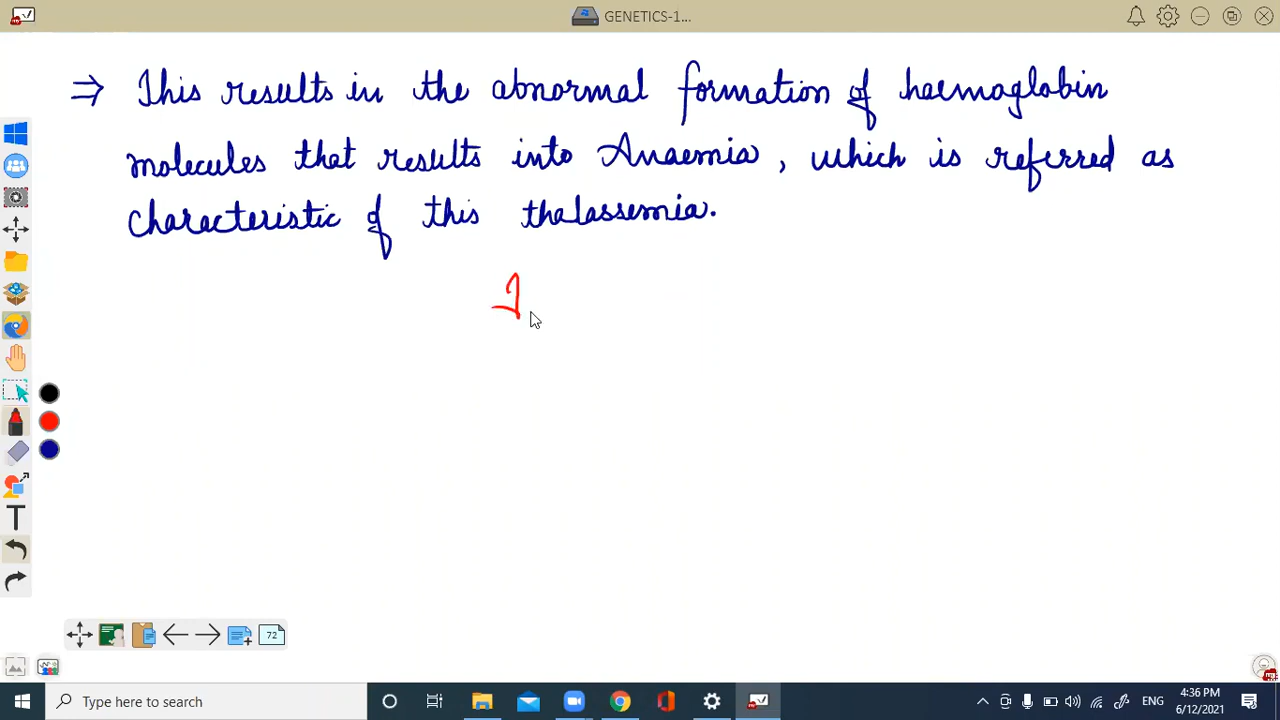 GENETICS-1...
⇒ This results in the abnormal formation of haemoglobin
molecules that results into Anaemia, which is referred as
characteristic of this thalassemia.
I
T
72
Type here to search
ENG
4:36 PM
6/12/2021